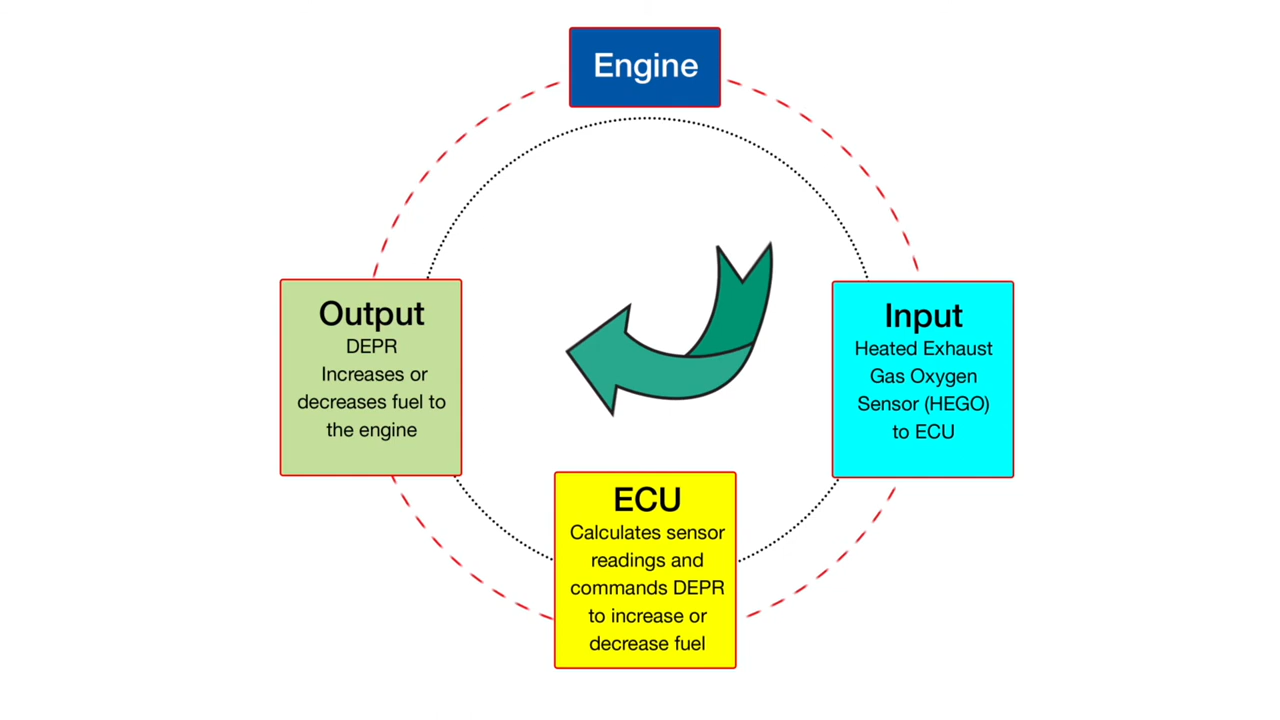 Engine
Output
DEPR
Increases or
decreases fuel to
the engine
Input
Heated Exhaust
Gas Oxygen
Sensor (HEGO)
to ECU
ECU
Calculates sensor
readings and
commands DEPR
to increase or
decrease fuel